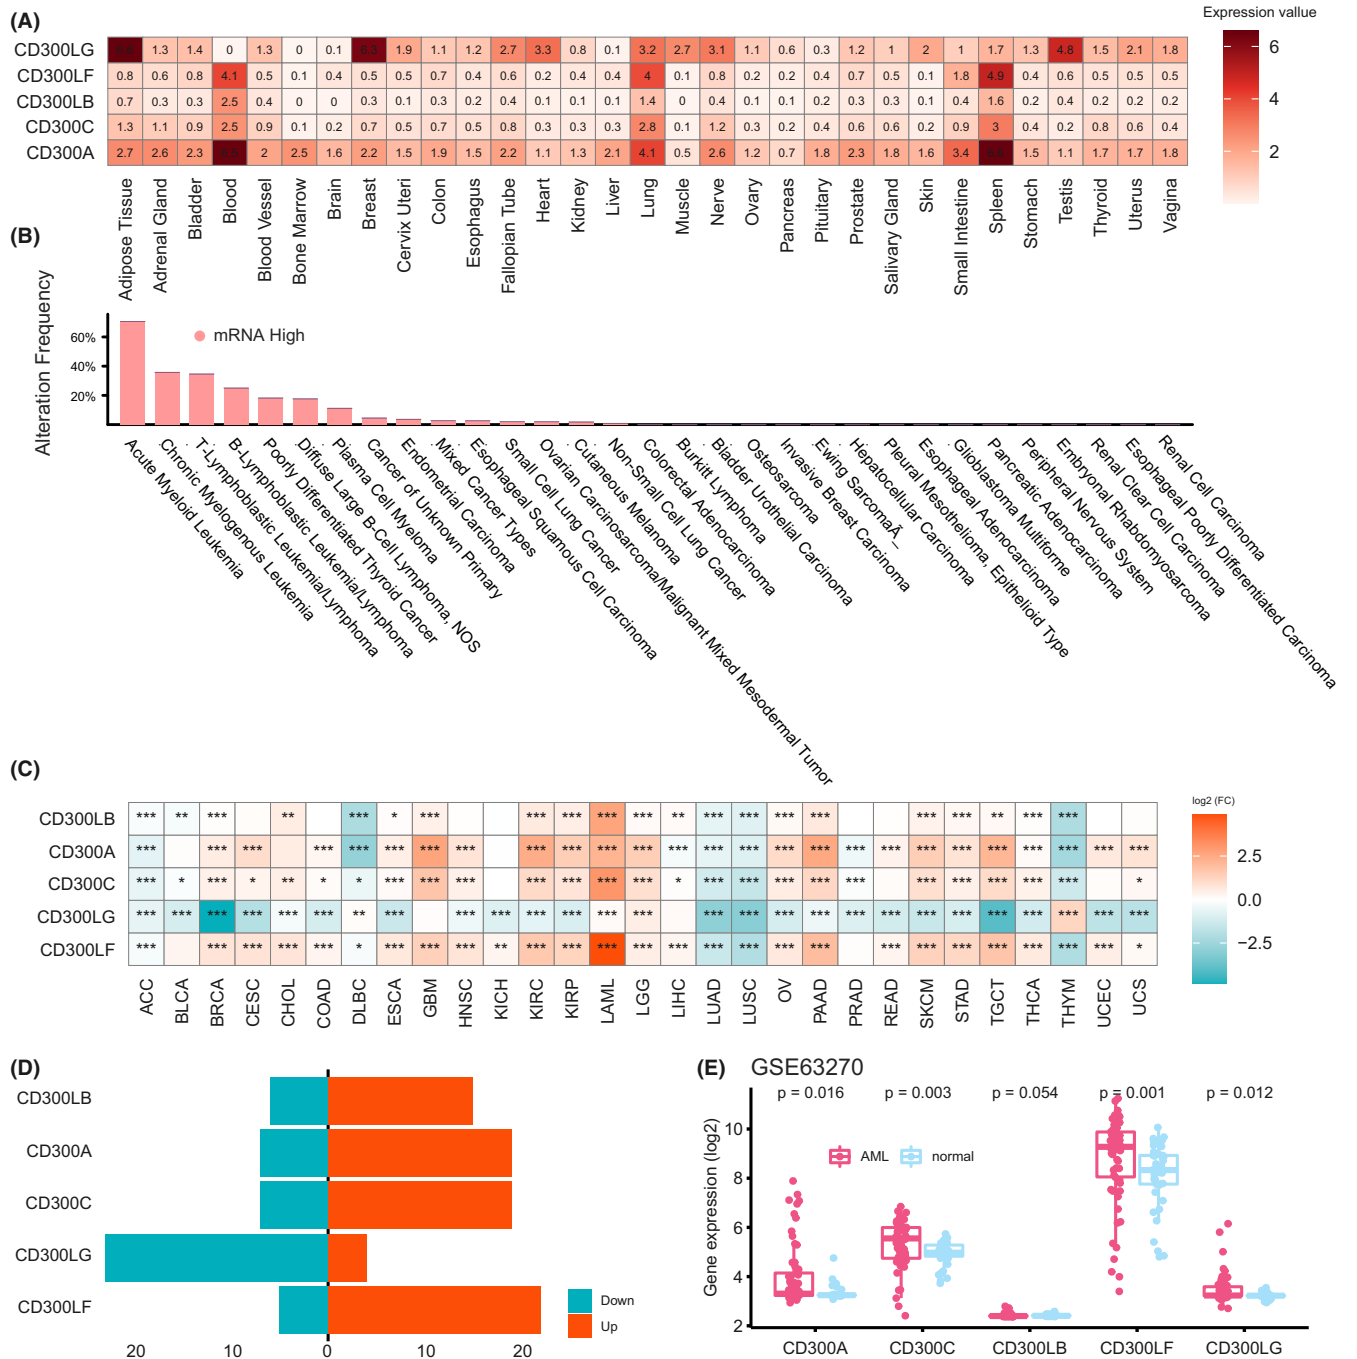 (A)
Expression vallue
CD300LG 1.3 1.4 0 1.3 0 0.1 6.3 1.9 1.1 1.2 2.7 3.3 0.8 0.1 3.2 2.7 3.1 1.1 0.6 0.3 1.2 1 2 1 1.7 1.3 4.8 1.5 2.1 1.8
CD300LF 0.8 0.6 0.8 4.1 0.5 0.1 0.4 0.5 0.5 0.7 0.4 0.6 0.2 0.4 0.4 4 0.1 0.8 0.2 0.2 0.4 0.7 0.5 0.1 1.8 4.9 0.4 0.6 0.5 0.5 0.5
CD300LB 0.7 0.3 0.3 2.5 0.4 0 0 0.3 0.1 0.3 0.2 0.4 0.1 0.1 0.1 1.4 0 0.4 0.1 0.1 0.2 0.3 0.3 0.1 0.4 1.6 0.2 0.4 0.2 0.2 0.2
CD300C 1.3 1.1 0.9 2.5 0.9 0.1 0.2 0.7 0.5 0.7 0.5 0.8 0.3 0.3 0.3 2.8 0.1 1.2 0.3 0.2 0.4 0.6 0.6 0.2 0.9 3 0.4 0.2 0.8 0.6 0.4
CD300A 2.7 2.6 2.3 2 2.5 1.6 2.2 1.5 1.9 1.5 2.2 1.1 1.3 2.1 4.1 0.5 2.6 1.2 0.7 1.8 2.3 1.8 1.6 3.4 1.5 1.1 1.7 1.7 1.8
6
4
2
Adipose Tissue
Adrenal Gland
Bladder
Blood
Blood Vessel
Bone Marrow
Brain
Breast
Cervix Uteri
Colon
Esophagus
Fallopian Tube
Heart
Kidney
Liver
Lung
Muscle
Nerve
Ovary
Pancreas
Pituitary
Prostate
Salivary Gland
Skin
Small Intestine
Spleen
Stomach
Testis
Thyroid
Uterus
Vagina
(B)
Alteration Frequency
60%
40%
20%
mRNA High
Acute Myeloid Leukemia
Chronic Myelogenous Leukemia
T-Lymphoblastic Leukemia/Lymphoma
B-Lymphoblastic Leukemia/Lymphoma
Poorly Differentiated Thyroid Cancer
Diffuse Large B-Cell Lymphoma, NOS
Plasma Cell Myeloma
Cancer of Unknown Primary
Endometrial Carcinoma
Mixed Cancer Types
Esophageal Squamous Cell Carcinoma
Small Cell Lung Cancer
Ovarian Carcinosarcoma/Malignant Mixed Mesodermal Tumor
Cutaneous Melanoma
Non-Small Cell Lung Cancer
Colorectal Adenocarcinoma
Burkitt Lymphoma
Bladder Urothelial Carcinoma
Osteosarcoma
Invasive Breast Carcinoma
Ewing SarcomaÃ_
Hepatocellular Carcinoma
Pleural Mesothelioma, Epithelioid Type
Esophageal Adenocarcinoma
Glioblastoma Multiforme
Pancreatic Adenocarcinoma
Peripheral Nervous System
Embryonal Rhabdomyosarcoma
Renal Clear Cell Carcinoma
Esophageal Poorly Differentiated Carcinoma
Renal Cell Carcinoma
(C)
log2 (FC)
CD300LB *** ** *** ** *** * *** *** *** *** *** ** *** *** *** *** *** *** ** *** ***
CD300A *** *** *** *** *** *** *** *** *** *** *** *** *** *** *** *** *** *** *** *** *** *** *** *** *** ***
CD300C *** * *** * ** * * *** *** *** *** *** *** *** * *** *** *** *** *** *** *** *** *** *** *
CD300LG *** *** *** *** *** *** ** *** *** *** *** *** *** *** *** *** *** *** *** *** *** *** *** *** *** *** ***
CD300LF *** *** *** *** *** * *** *** *** ** *** *** *** *** *** *** *** *** *** *** *** *** *** *** *** *** *
2.5
0.0
−2.5
ACC
BLCA
BRCA
CESC
CHOL
COAD
DLBC
ESCA
GBM
HNSC
KICH
KIRC
KIRP
LAML
LGG
LIHC
LUAD
LUSC
OV
PAAD
PRAD
READ
SKCM
STAD
TGCT
THCA
THYM
UCEC
UCS
(D)
CD300LB
CD300A
CD300C
CD300LG
CD300LF
Down
Up
20 10 0 10 20
(E) GSE63270
p = 0.016 p = 0.003 p = 0.054 p = 0.001 p = 0.012
Gene expression (log2)
AML normal
10
8
6
4
2
CD300A CD300C CD300LB CD300LF CD300LG